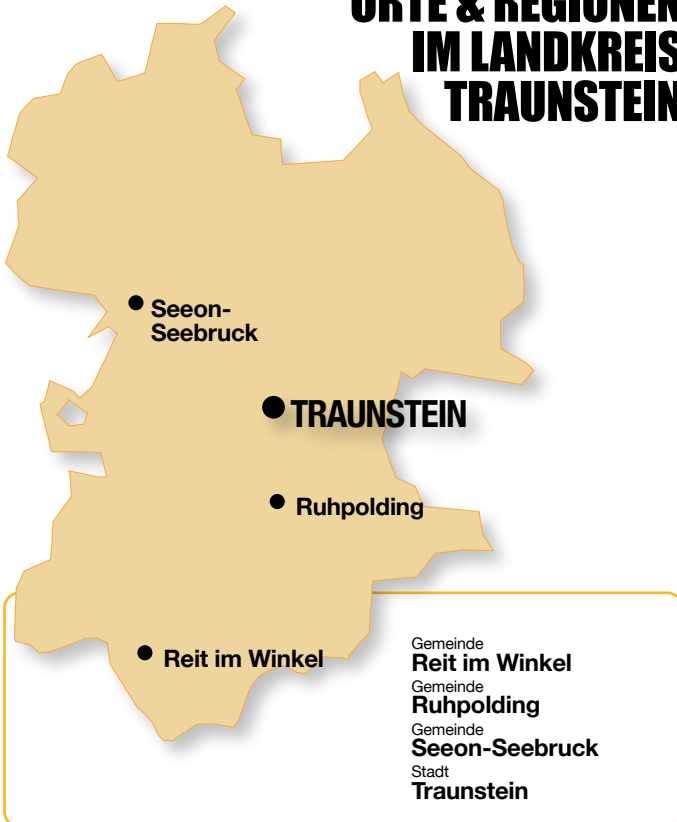 ORTE & REGIONEN
IM LANDKREIS
TRAUNSTEIN
Seeon-
Seebruck
TRAUNSTEIN
Ruhpolding
Reit im Winkel
Gemeinde
Reit im Winkel
Gemeinde
Ruhpolding
Gemeinde
Seeon-Seebruck
Stadt
Traunstein